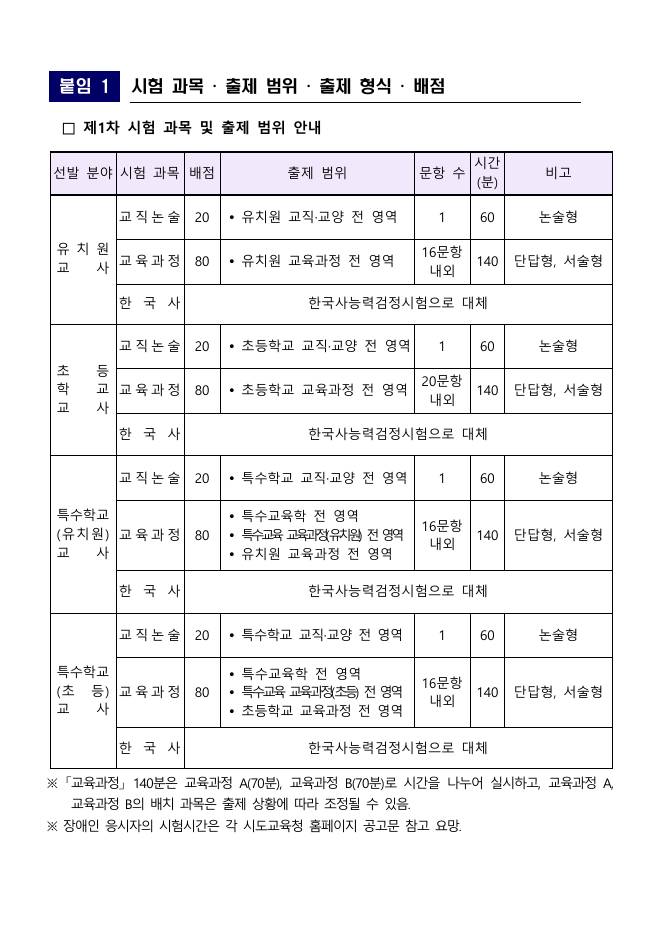 붙임 1 시험 과목 · 출제 범위 · 출제 형식 · 배점
□ 제1차 시험 과목 및 출제 범위 안내
선발 분야 시험 과목 배점 출제 범위 문항 수 시간(분) 비고
유치원 교사
교직논술 20 • 유치원 교직·교양 전 영역 1 60 논술형
교육과정 80 • 유치원 교육과정 전 영역 16문항 내외 140 단답형, 서술형
한국사 한국사능력검정시험으로 대체
초등학교 교사
교직논술 20 • 초등학교 교직·교양 전 영역 1 60 논술형
교육과정 80 • 초등학교 교육과정 전 영역 20문항 내외 140 단답형, 서술형
한국사 한국사능력검정시험으로 대체
특수학교 (유치원) 교사
교직논술 20 • 특수학교 교직·교양 전 영역 1 60 논술형
교육과정 80 • 특수교육학 전 영역
• 특수교육 교육과정(유치원) 전 영역
• 유치원 교육과정 전 영역
16문항 내외 140 단답형, 서술형
한국사 한국사능력검정시험으로 대체
특수학교 (초등) 교사
교직논술 20 • 특수학교 교직·교양 전 영역 1 60 논술형
교육과정 80 • 특수교육학 전 영역
• 특수교육 교육과정(초등) 전 영역
• 초등학교 교육과정 전 영역
16문항 내외 140 단답형, 서술형
한국사 한국사능력검정시험으로 대체
※「교육과정」140분은 교육과정 A(70분), 교육과정 B(70분)로 시간을 나누어 실시하고, 교육과정 A,
교육과정 B의 배치 과목은 출제 상황에 따라 조정될 수 있음.
※ 장애인 응시자의 시험시간은 각 시도교육청 홈페이지 공고문 참고 요망.